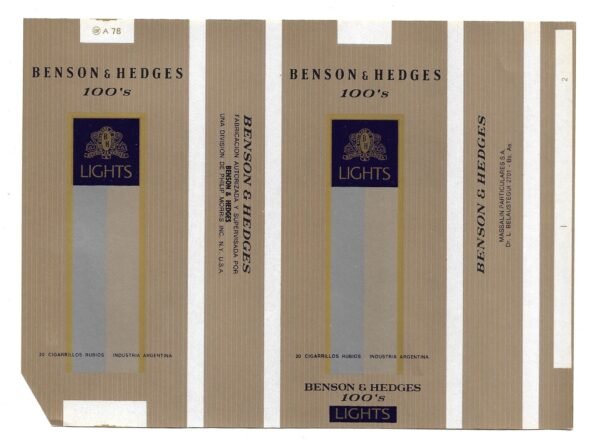 A 78
BENSON & HEDGES
100's
LIGHTS
20 CIGARRILLOS RUBIOS INDUSTRIA ARGENTINA
BENSON & HEDGES
FABRICACION AUTORIZADA Y SUPERVISADA POR
BENSON & HEDGES
UNA DIVISION DE PHILIP MORRIS INC. N.Y. U.S.A.
BENSON & HEDGES
100's
LIGHTS
20 CIGARRILLOS RUBIOS INDUSTRIA ARGENTINA
BENSON & HEDGES
100's
LIGHTS
BENSON & HEDGES
MASSALIN PARTICULARES S.A.
Dr. L. BELAUSTEGUI 2701 - Bs. As.
2
1